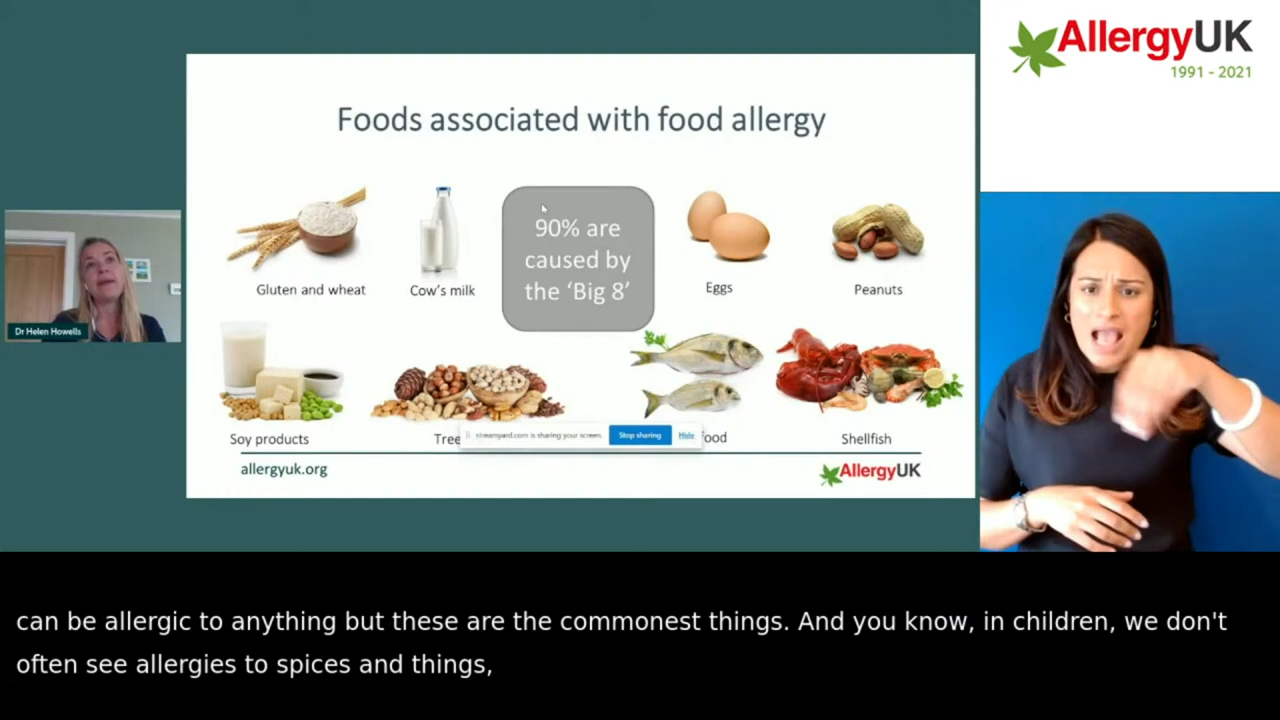 AllergyUK
1991 - 2021
Foods associated with food allergy
90% are
caused by
the ‘Big 8’
Gluten and wheat
Cow’s milk
Eggs
Peanuts
Dr Helen Howells
Soy products
Tree
streamyard.com is sharing your screen.
Stop sharing
Hide
ood
Shellfish
allergyuk.org
AllergyUK
can be allergic to anything but these are the commonest things. And you know, in children, we don't
often see allergies to spices and things,